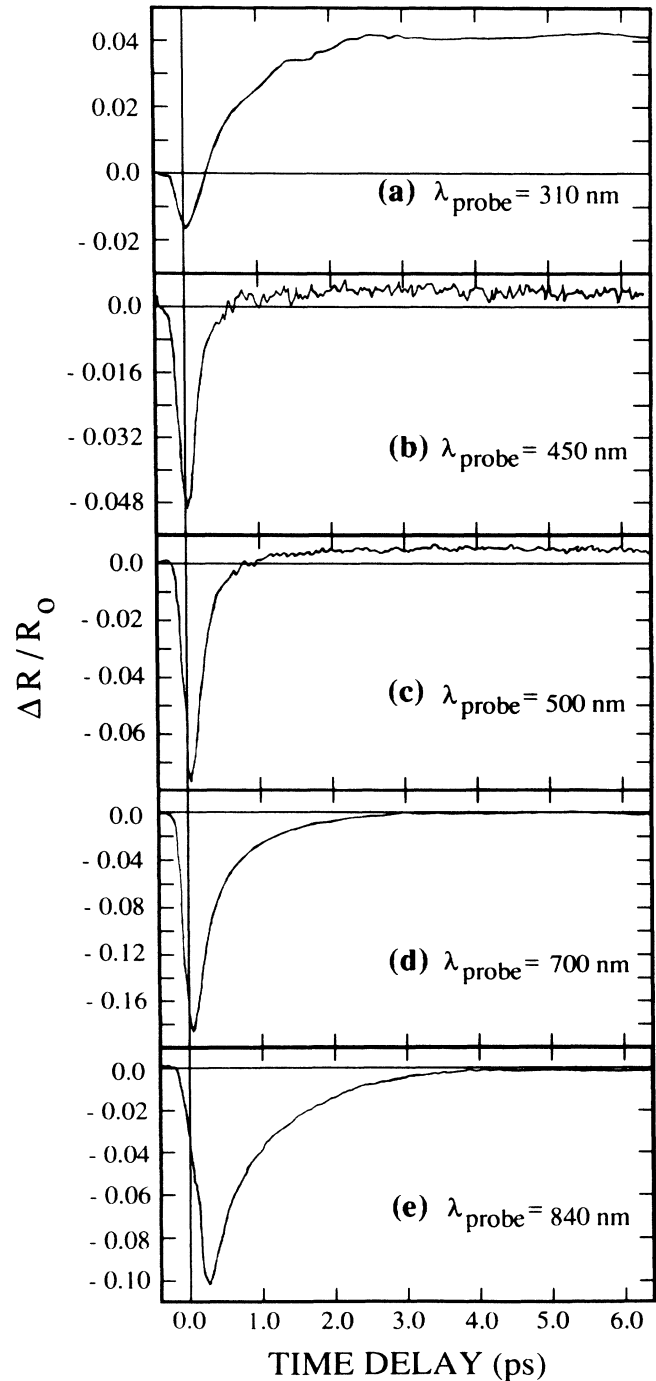 0.04
0.02
0.0
- 0.02
(a) λprobe = 310 nm
0.0
- 0.016
- 0.032
- 0.048
(b) λprobe = 450 nm
0.0
- 0.02
- 0.04
- 0.06
(c) λprobe = 500 nm
ΔR/Ro
0.0
- 0.04
- 0.08
- 0.12
- 0.16
(d) λprobe = 700 nm
0.0
- 0.02
- 0.04
- 0.06
- 0.08
- 0.10
(e) λprobe = 840 nm
0.0 1.0 2.0 3.0 4.0 5.0 6.0
TIME DELAY (ps)